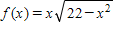 f(x) = x√(22−x²)